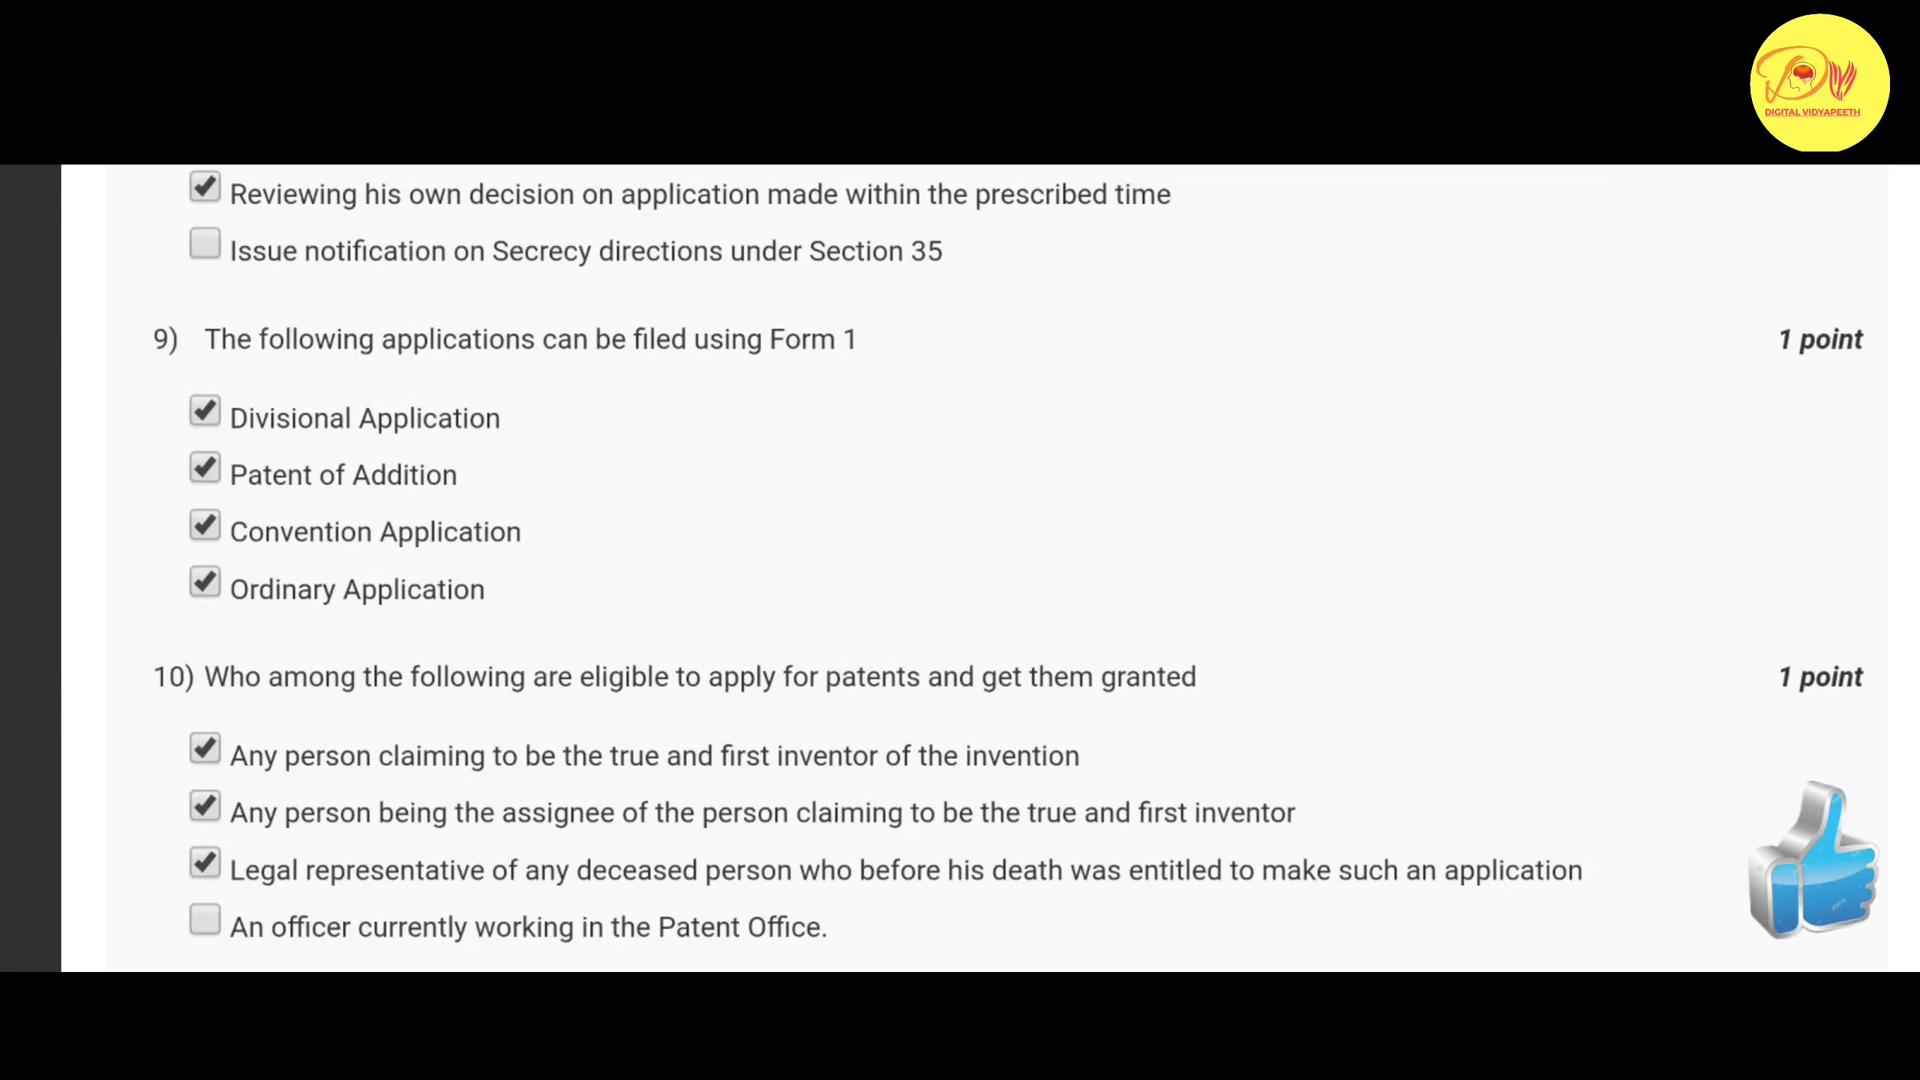 DIGITAL VIDYAPEETH
Reviewing his own decision on application made within the prescribed time
Issue notification on Secrecy directions under Section 35
9) The following applications can be filed using Form 1
1 point
Divisional Application
Patent of Addition
Convention Application
Ordinary Application
10) Who among the following are eligible to apply for patents and get them granted
1 point
Any person claiming to be the true and first inventor of the invention
Any person being the assignee of the person claiming to be the true and first inventor
Legal representative of any deceased person who before his death was entitled to make such an application
An officer currently working in the Patent Office.